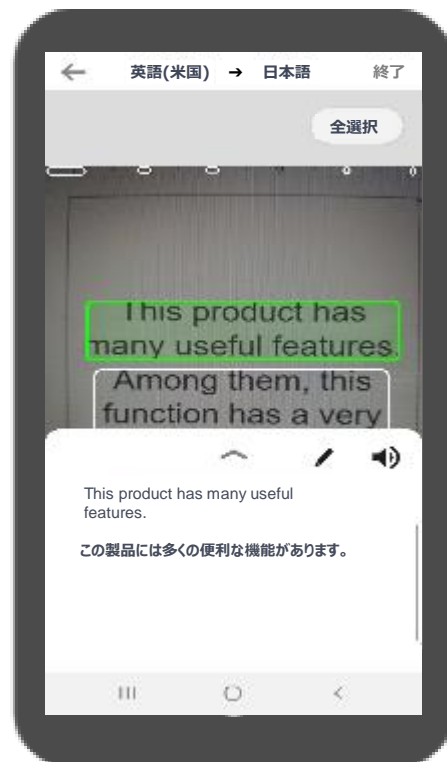 英語(米国) → 日本語 終了
全選択
This product has
many useful features.
Among them, this
function has a very
This product has many useful
features.
この製品には多くの便利な機能があります。